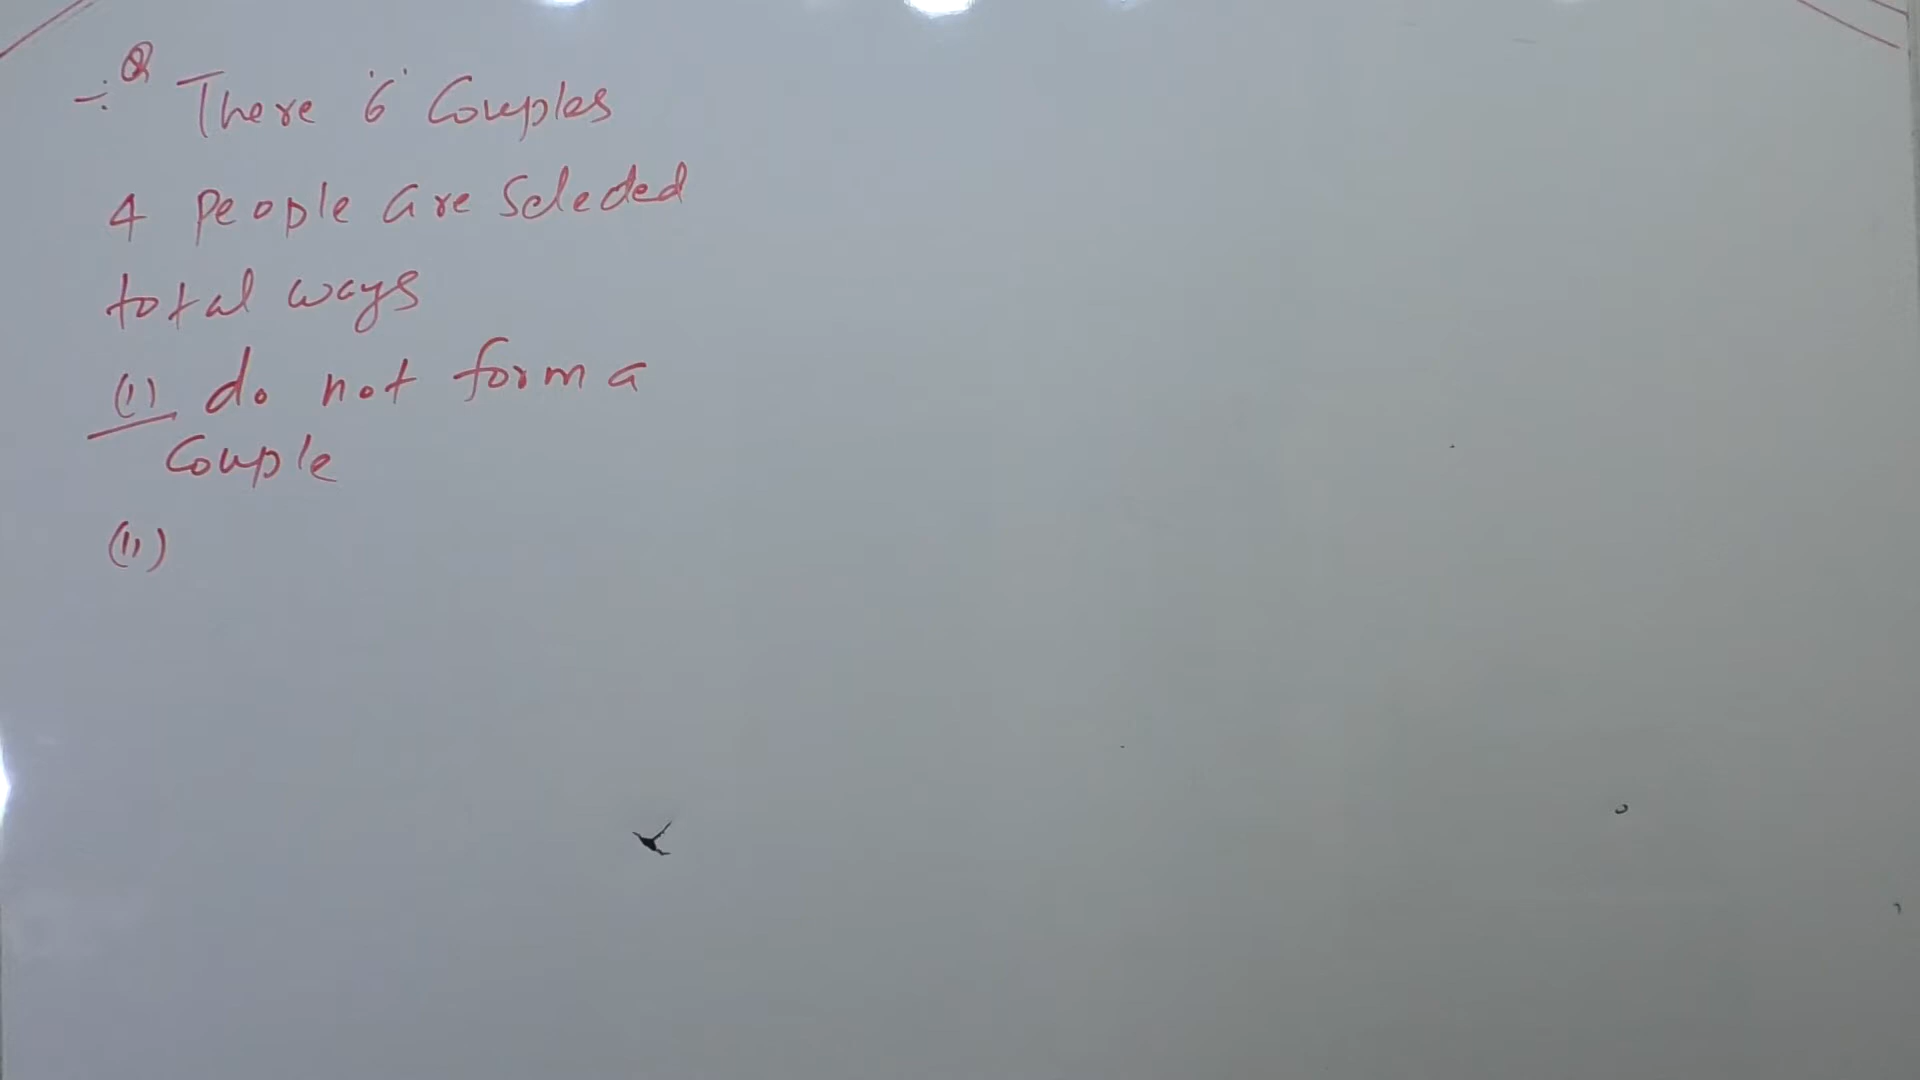 Q There '6' Couples
4 People are Selected
total ways
(i) do not form a
Couple
(ii)